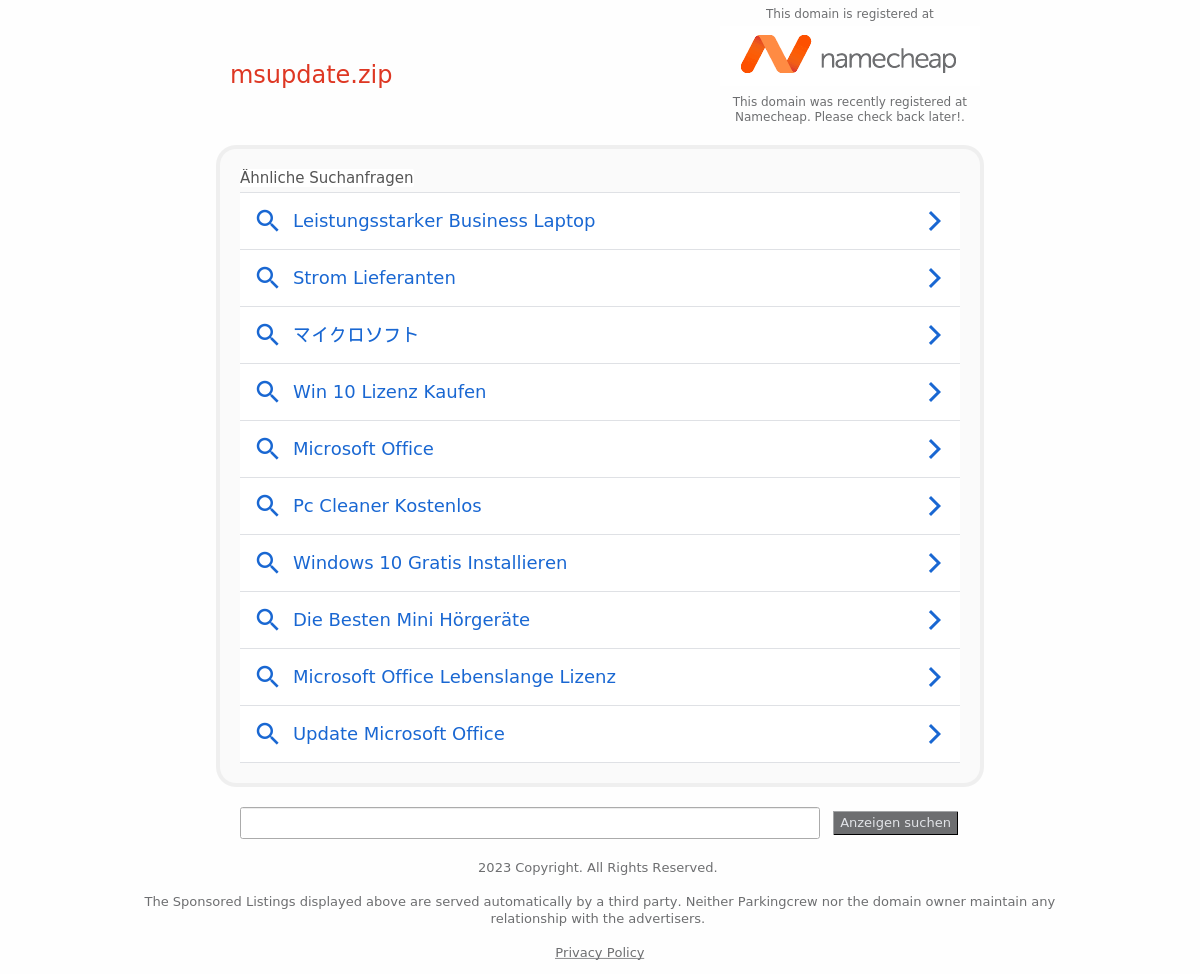 This domain is registered at
namecheap
msupdate.zip
This domain was recently registered at
Namecheap. Please check back later!.
Ähnliche Suchanfragen
Leistungsstarker Business Laptop
Strom Lieferanten
マイクロソフト
Win 10 Lizenz Kaufen
Microsoft Office
Pc Cleaner Kostenlos
Windows 10 Gratis Installieren
Die Besten Mini Hörgeräte
Microsoft Office Lebenslange Lizenz
Update Microsoft Office
Anzeigen suchen
2023 Copyright. All Rights Reserved.
The Sponsored Listings displayed above are served automatically by a third party. Neither Parkingcrew nor the domain owner maintain any
relationship with the advertisers.
Privacy Policy